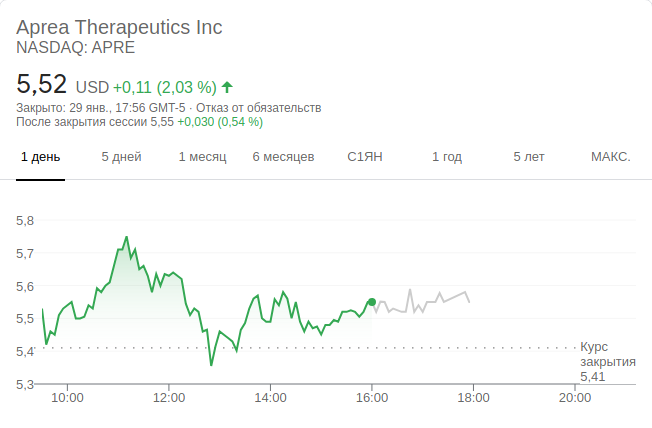 Aprea Therapeutics Inc
NASDAQ: APRE
5,52 USD +0,11 (2,03 %)
Закрыто: 29 янв., 17:56 GMT-5 · Отказ от обязательств
После закрытия сессии 5,55 +0,030 (0,54 %)
1 день 5 дней 1 месяц 6 месяцев С1ЯН 1 год 5 лет МАКС.
5,8
5,7
5,6
5,5
5,4
5,3
Курс
закрытия
5,41
10:00 12:00 14:00 16:00 18:00 20:00